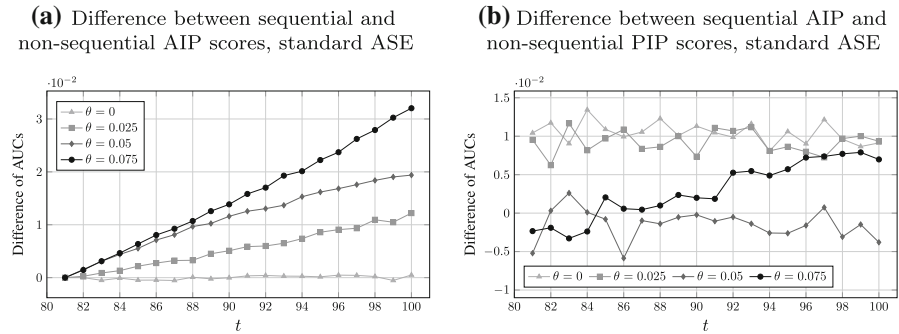 (a) Difference between sequential and
non-sequential AIP scores, standard ASE
·10⁻²
θ = 0
θ = 0.025
θ = 0.05
θ = 0.075
Difference of AUCs
3
2
1
0
80 82 84 86 88 90 92 94 96 98 100
t
(b) Difference between sequential AIP and
non-sequential PIP scores, standard ASE
·10⁻²
Difference of AUCs
1.5
1
0.5
0
−0.5
−1
θ = 0 θ = 0.025 θ = 0.05 θ = 0.075
80 82 84 86 88 90 92 94 96 98 100
t